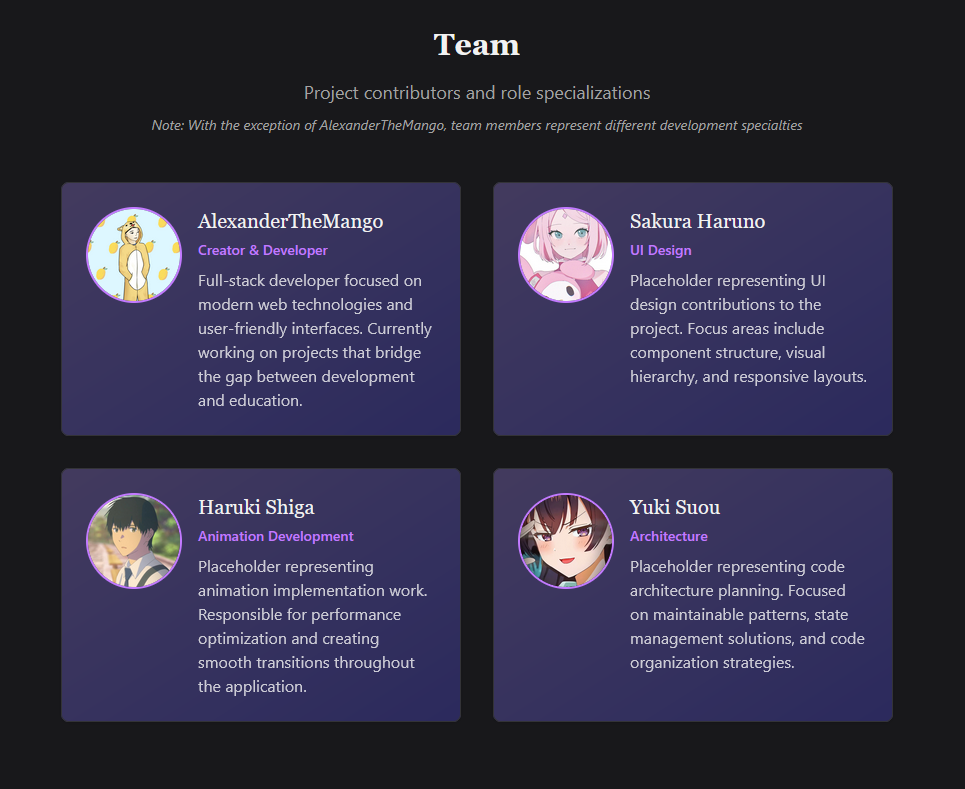 Team
Project contributors and role specializations
Note: With the exception of AlexanderTheMango, team members represent different development specialties
AlexanderTheMango
Creator & Developer
Full-stack developer focused on
modern web technologies and
user-friendly interfaces. Currently
working on projects that bridge
the gap between development
and education.
Sakura Haruno
UI Design
Placeholder representing UI
design contributions to the
project. Focus areas include
component structure, visual
hierarchy, and responsive layouts.
Haruki Shiga
Animation Development
Placeholder representing
animation implementation work.
Responsible for performance
optimization and creating
smooth transitions throughout
the application.
Yuki Suou
Architecture
Placeholder representing code
architecture planning. Focused
on maintainable patterns, state
management solutions, and code
organization strategies.